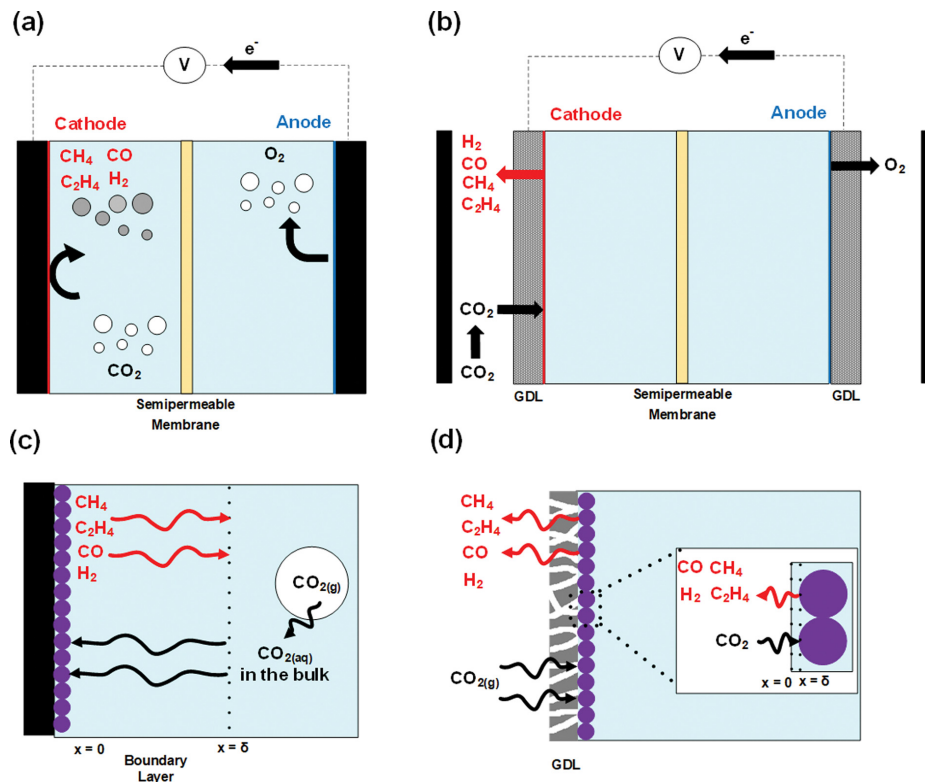 (a)
e-
V
Cathode
Anode
CH4 CO
C2H4 H2
O2
CO2
Semipermeable
Membrane
(b)
e-
V
Cathode
Anode
H2
CO
CH4
C2H4
O2
CO2
CO2
GDL
Semipermeable
Membrane
GDL
(c)
CH4
C2H4
CO
H2
CO2(g)
CO2(aq)
in the bulk
x = 0
x = δ
Boundary
Layer
(d)
CH4
C2H4
CO
H2
CO2(g)
GDL
CO CH4
H2 C2H4
CO2
x = 0 x = δ